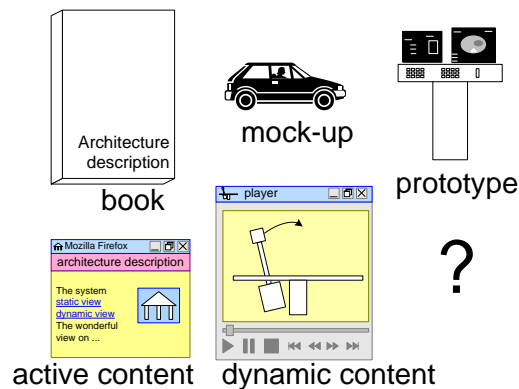 Architecture
description
book
mock-up
prototype
Mozilla Firefox
architecture description
The system
static view
dynamic view
The wonderful
view on ...
active content
player
dynamic content
?